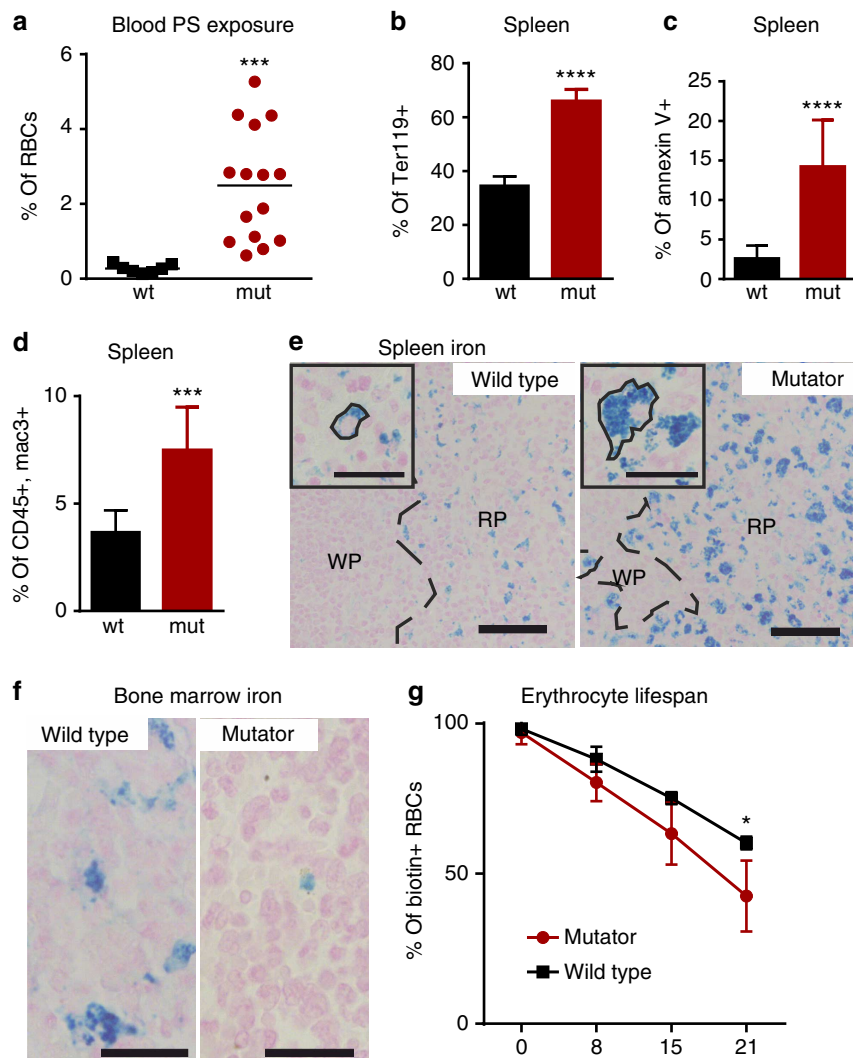 a
Blood PS exposure
% Of RBCs
6
4
2
0
***
wt
mut
b
Spleen
% Of Ter119+
80
60
40
20
0
****
wt
mut
c
Spleen
% Of annexin V+
25
20
15
10
5
0
****
wt
mut
d
Spleen
% Of CD45+, mac3+
10
5
0
***
wt
mut
e
Spleen iron
Wild type
WP
RP
Mutator
WP
RP
f
Bone marrow iron
Wild type
Mutator
g
Erythrocyte lifespan
% Of biotin+ RBCs
100
50
0
*
Mutator
Wild type
0
8
15
21